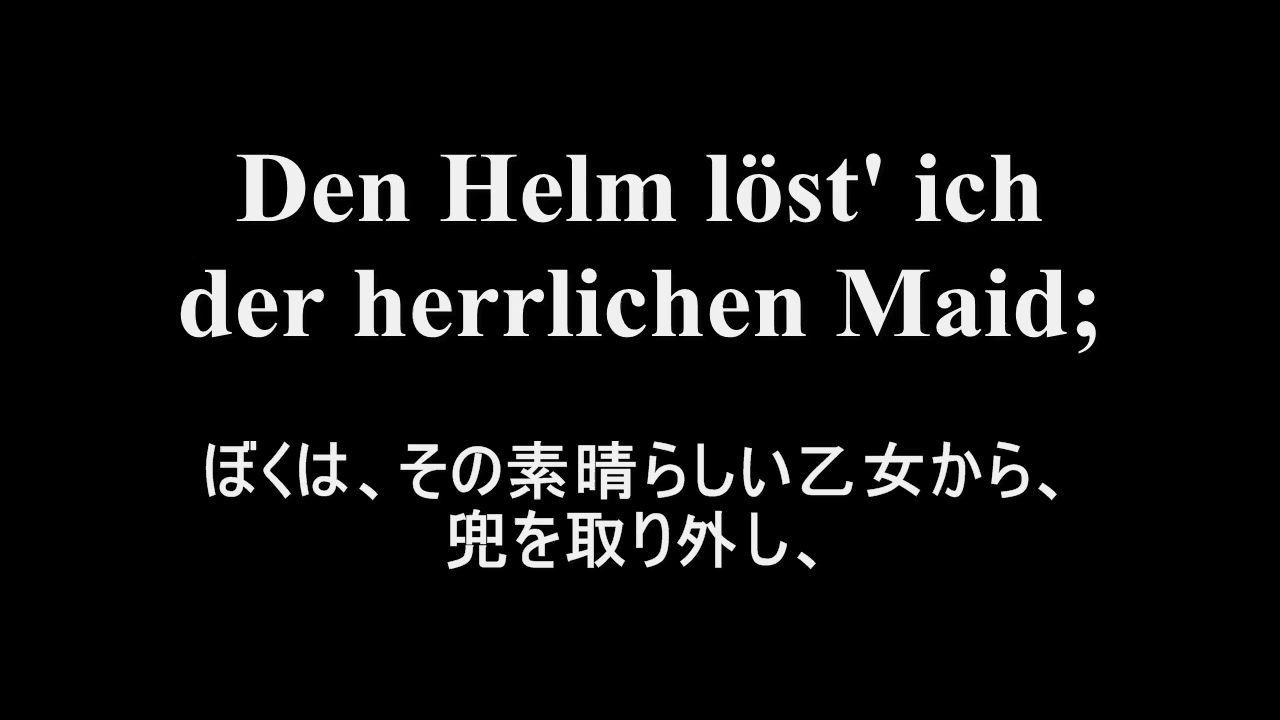 Den Helm löst' ich
der herrlichen Maid;
ぼくは、その素晴らしい乙女から、
兜を取り外し、